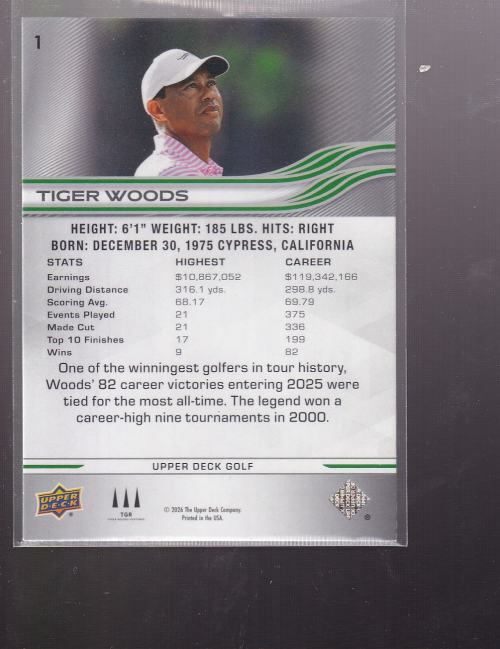 1
TIGER WOODS
HEIGHT: 6'1" WEIGHT: 185 LBS. HITS: RIGHT
BORN: DECEMBER 30, 1975 CYPRESS, CALIFORNIA
STATS HIGHEST CAREER
Earnings $10,867,052 $119,342,166
Driving Distance 316.1 yds. 298.8 yds.
Scoring Avg. 68.17 69.79
Events Played 21 375
Made Cut 21 336
Top 10 Finishes 17 199
Wins 9 82
One of the winningest golfers in tour history,
Woods' 82 career victories entering 2025 were
tied for the most all-time. The legend won a
career-high nine tournaments in 2000.
UPPER DECK GOLF
UPPER
DECK
®
TGR
© 2026 The Upper Deck Company.
Printed in the USA.
®